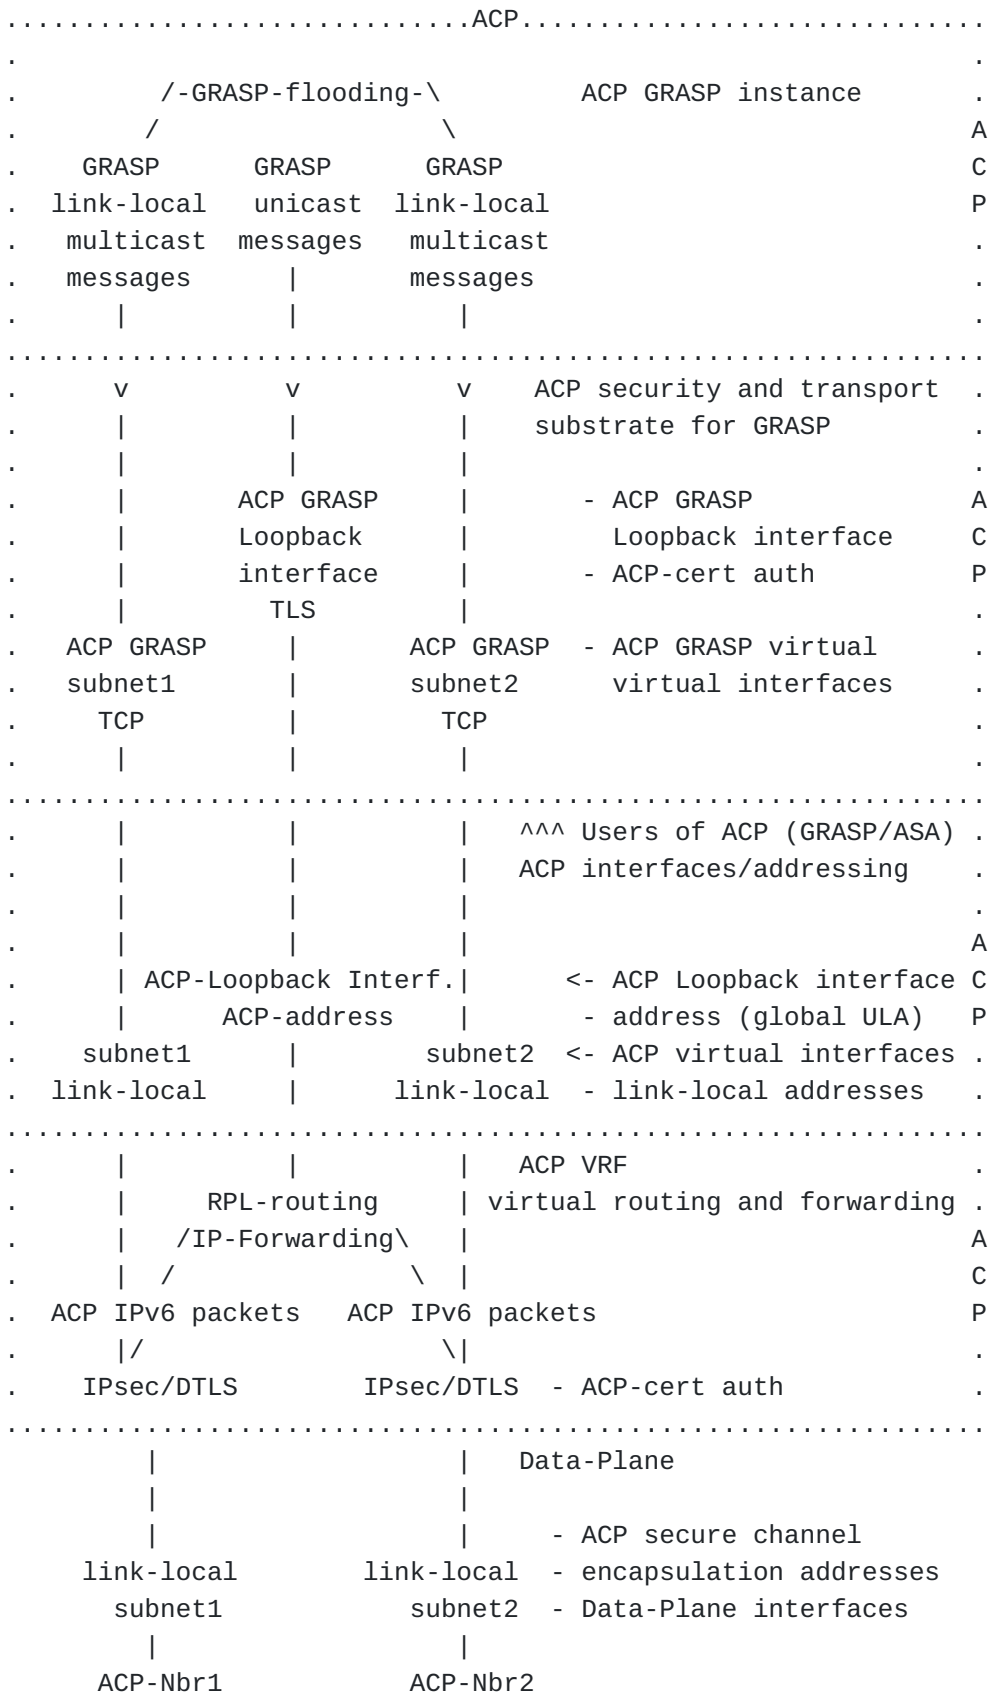 ..............................ACP..............................
.                                                             .
.         /-GRASP-flooding-\         ACP GRASP instance       .
.        /                  \                                 A
.    GRASP      GRASP      GRASP                              C
.  link-local   unicast  link-local                           P
.   multicast  messages   multicast                           .
.   messages      |       messages                            .
.      |          |          |                                .
...............................................................
.      v          v          v    ACP security and transport  .
.      |          |          |    substrate for GRASP         .
.      |          |          |                                .
.      |       ACP GRASP     |       - ACP GRASP              A
.      |       Loopback      |         Loopback interface     C
.      |       interface     |       - ACP-cert auth          P
.      |         TLS         |                                .
.   ACP GRASP     |       ACP GRASP  - ACP GRASP virtual      .
.   subnet1       |       subnet2      virtual interfaces     .
.     TCP         |         TCP                               .
.      |          |          |                                .
...............................................................
.      |          |          |   ^^^ Users of ACP (GRASP/ASA) .
.      |          |          |   ACP interfaces/addressing    .
.      |          |          |                                .
.      |          |          |                                A
.      | ACP-Loopback Interf.|      <- ACP Loopback interface C
.      |      ACP-address    |       - address (global ULA)   P
.    subnet1      |        subnet2  <- ACP virtual interfaces .
.  link-local     |      link-local  - link-local addresses   .
...............................................................
.      |          |          |   ACP VRF                      .
.      |     RPL-routing     | virtual routing and forwarding .
.      |   /IP-Forwarding\   |                                A
.      |  /               \  |                                C
.  ACP IPv6 packets   ACP IPv6 packets                        P
.      |/                   \|                                .
.    IPsec/DTLS        IPsec/DTLS  - ACP-cert auth            .
...............................................................
         |                   |   Data-Plane
         |                   |
         |                   |     - ACP secure channel
     link-local        link-local  - encapsulation addresses
       subnet1            subnet2  - Data-Plane interfaces
         |                   |
      ACP-Nbr1            ACP-Nbr2